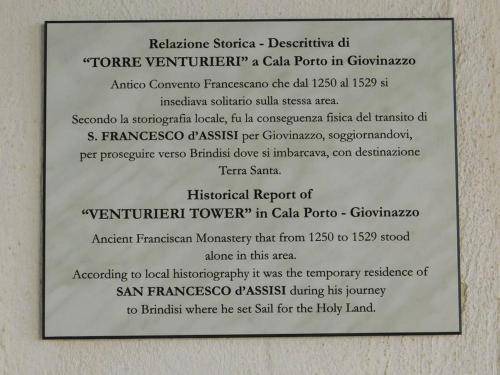 Relazione Storica - Descrittiva di
“TORRE VENTURIERI” a Cala Porto in Giovinazzo
Antico Convento Francescano che dal 1250 al 1529 si
insediava solitario sulla stessa area.
Secondo la storiografia locale, fu la conseguenza fisica del transito di
S. FRANCESCO d’ASSISI per Giovinazzo, soggiornandovi,
per proseguire verso Brindisi dove si imbarcava, con destinazione
Terra Santa.
Historical Report of
“VENTURIERI TOWER” in Cala Porto - Giovinazzo
Ancient Franciscan Monastery that from 1250 to 1529 stood
alone in this area.
According to local historiography it was the temporary residence of
SAN FRANCESCO d’ASSISI during his journey
to Brindisi where he set Sail for the Holy Land.